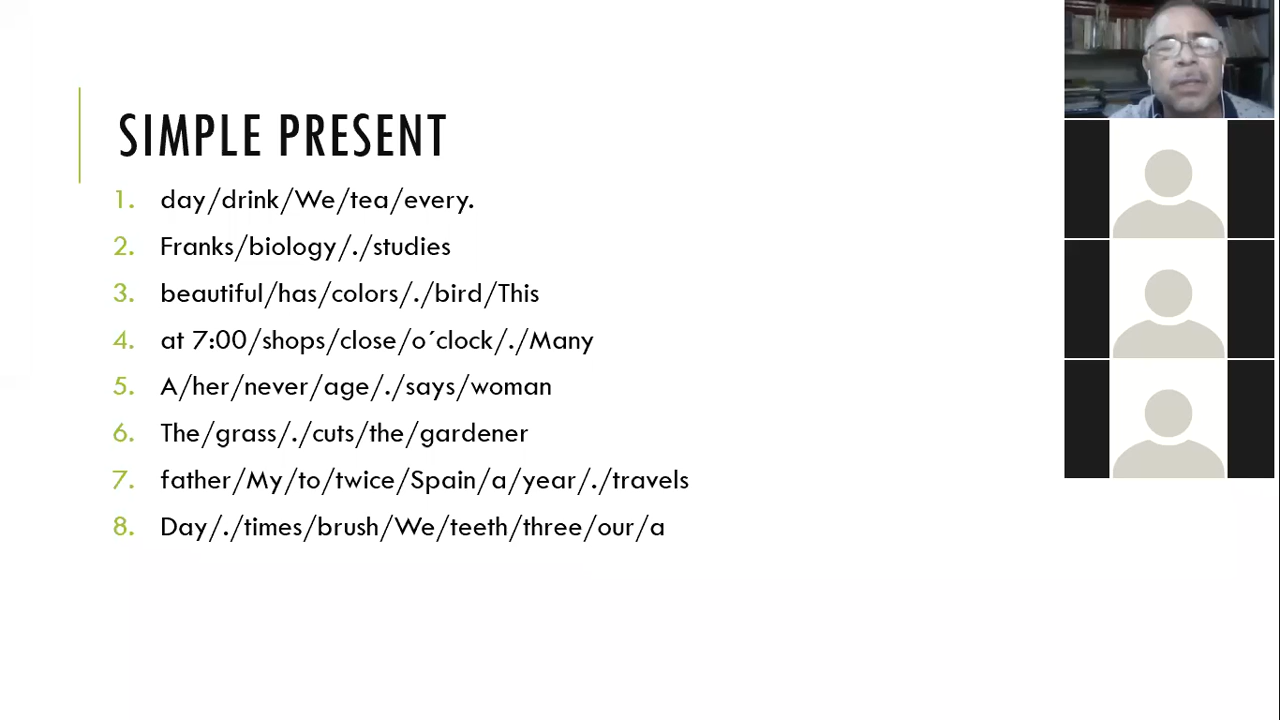 SIMPLE PRESENT
1. day/drink/We/tea/every.
2. Franks/biology/./studies
3. beautiful/has/colors/./bird/This
4. at 7:00/shops/close/o´clock/./Many
5. A/her/never/age/./says/woman
6. The/grass/./cuts/the/gardener
7. father/My/to/twice/Spain/a/year/./travels
8. Day/./times/brush/We/teeth/three/our/a